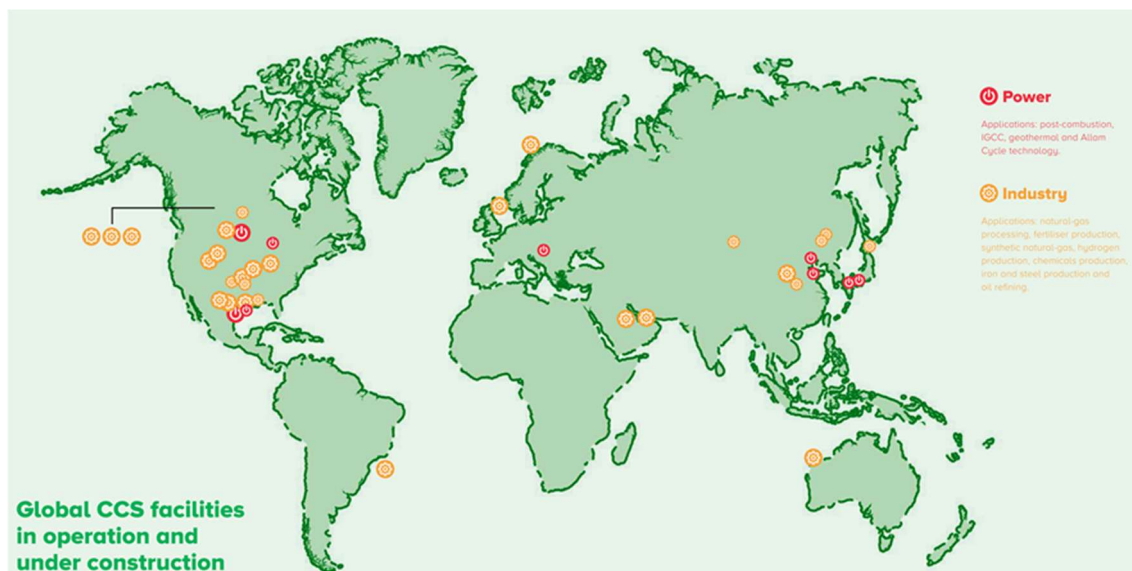 Power
Applications: post-combustion,
IGCC, geothermal and Allam
Cycle technology.
Industry
Applications: natural-gas
processing, fertiliser production,
synthetic natural-gas, hydrogen
production, chemicals production,
iron and steel production and
oil refining.
Global CCS facilities
in operation and
under construction